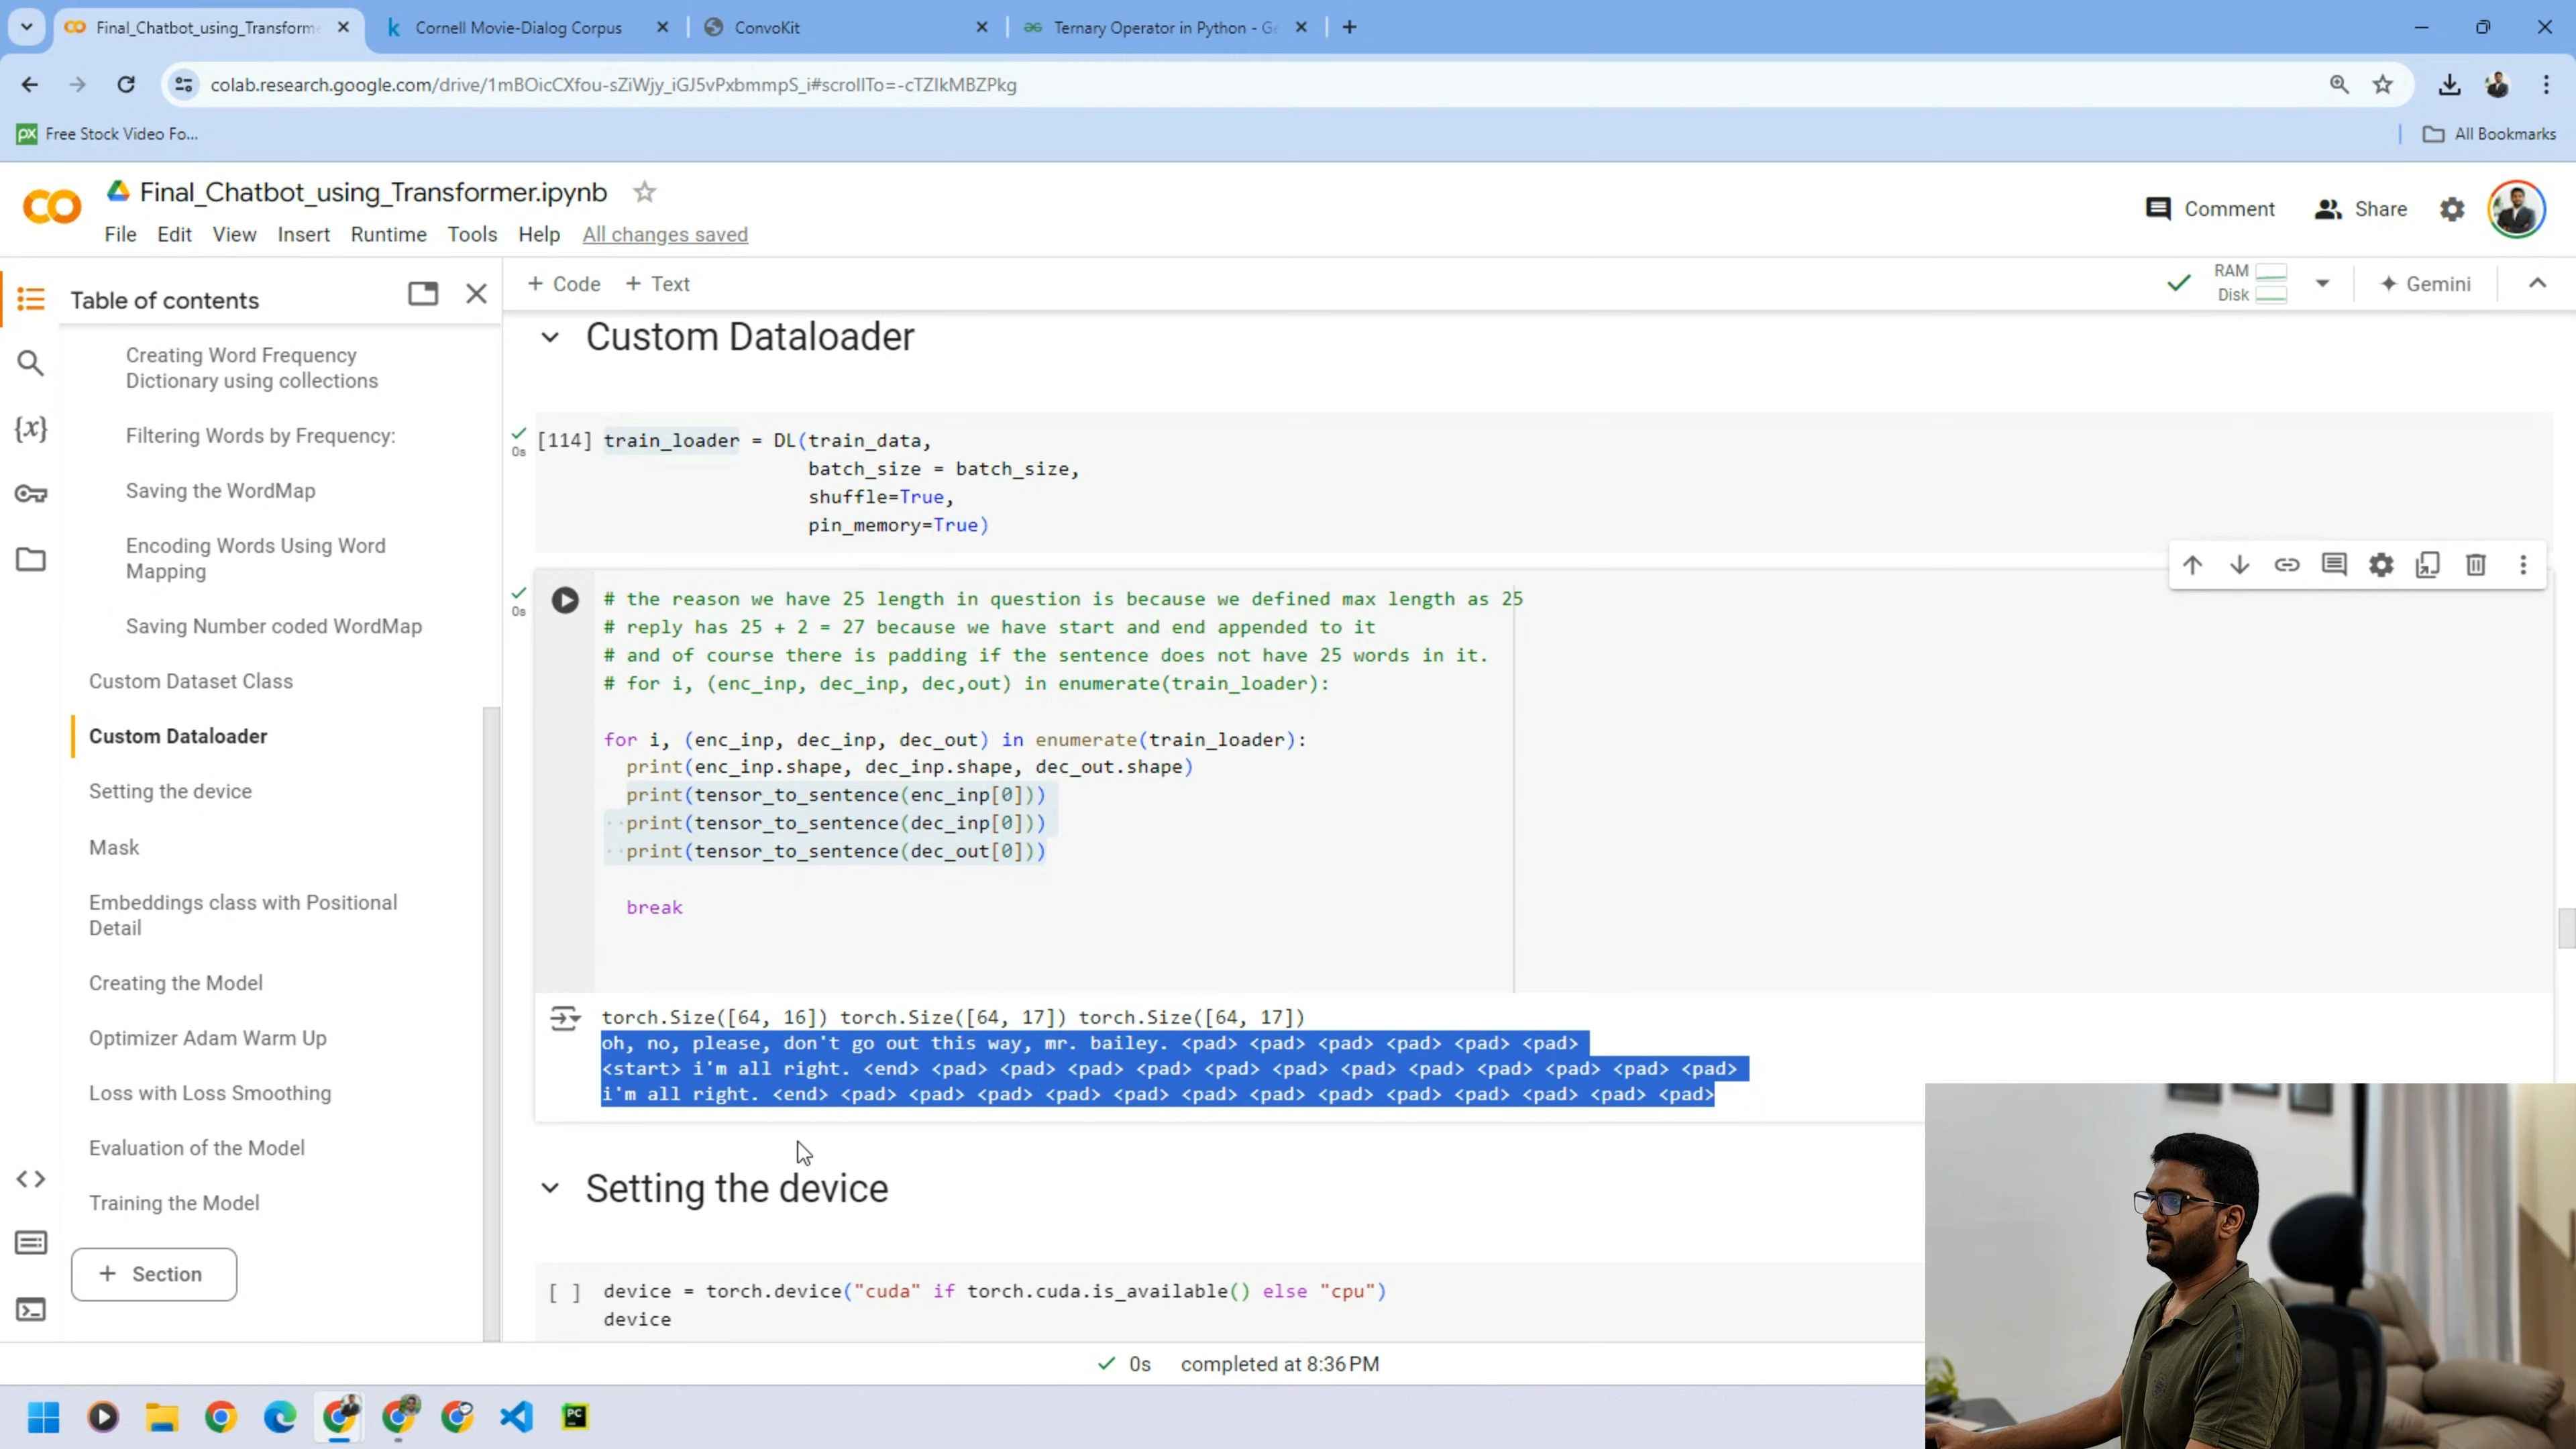 Final_Chatbot_using_Transforme
Cornell Movie-Dialog Corpus
ConvoKit
Ternary Operator in Python - Ge
colab.research.google.com/drive/1mBOicCXfou-sZiWjy_iGJ5vPxbmmpS_i#scrollTo=-cTZIkMBZPkg
px Free Stock Video Fo...
All Bookmarks
Final_Chatbot_using_Transformer.ipynb
File Edit View Insert Runtime Tools Help All changes saved
Comment
Share
+ Code + Text
RAM
Disk
Gemini
Table of contents
Creating Word Frequency
Dictionary using collections
Filtering Words by Frequency:
Saving the WordMap
Encoding Words Using Word
Mapping
Saving Number coded WordMap
Custom Dataset Class
Custom Dataloader
Setting the device
Mask
Embeddings class with Positional
Detail
Creating the Model
Optimizer Adam Warm Up
Loss with Loss Smoothing
Evaluation of the Model
Training the Model
+ Section
Custom Dataloader
0s
[114] train_loader = DL(train_data,
batch_size = batch_size,
shuffle=True,
pin_memory=True)
0s
# the reason we have 25 length in question is because we defined max length as 25
# reply has 25 + 2 = 27 because we have start and end appended to it
# and of course there is padding if the sentence does not have 25 words in it.
# for i, (enc_inp, dec_inp, dec,out) in enumerate(train_loader):
for i, (enc_inp, dec_inp, dec_out) in enumerate(train_loader):
print(enc_inp.shape, dec_inp.shape, dec_out.shape)
print(tensor_to_sentence(enc_inp[0]))
print(tensor_to_sentence(dec_inp[0]))
print(tensor_to_sentence(dec_out[0]))
break
torch.Size([64, 16]) torch.Size([64, 17]) torch.Size([64, 17])
oh, no, please, don't go out this way, mr. bailey. <pad> <pad> <pad> <pad> <pad> <pad>
<start> i'm all right. <end> <pad> <pad> <pad> <pad> <pad> <pad> <pad> <pad> <pad> <pad> <pad> <pad>
i'm all right. <end> <pad> <pad> <pad> <pad> <pad> <pad> <pad> <pad> <pad> <pad> <pad> <pad> <pad>
Setting the device
[ ] device = torch.device("cuda" if torch.cuda.is_available() else "cpu")
device
0s completed at 8:36 PM
PC